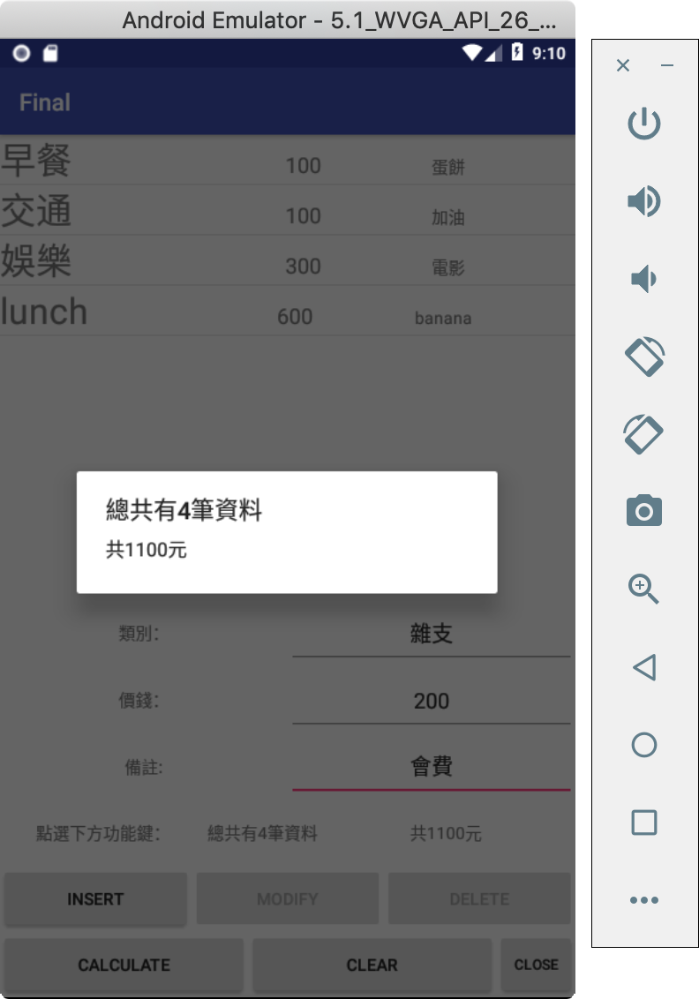 Android Emulator - 5.1_WVGA_API_26_...
9:10
Final
早餐 100 蛋餅
交通 100 加油
娛樂 300 電影
lunch 600 banana
總共有4筆資料
共1100元
類別: 雜支
價錢: 200
備註: 會費
點選下方功能鍵: 總共有4筆資料 共1100元
INSERT MODIFY DELETE
CALCULATE CLEAR CLOSE